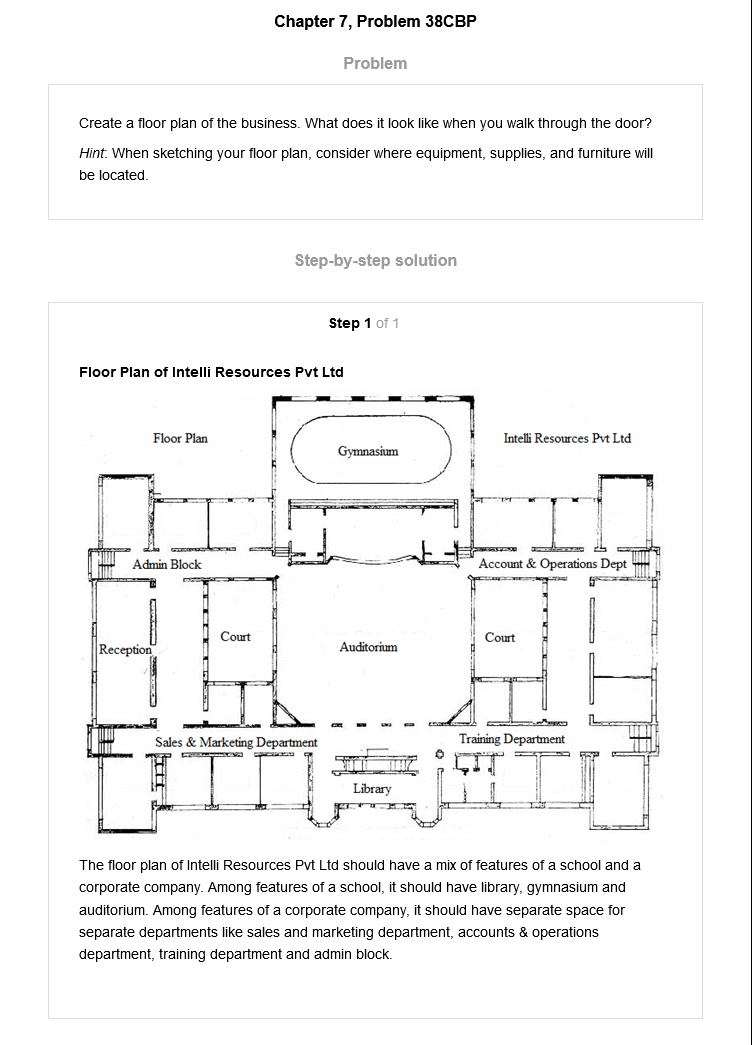 Chapter 7, Problem 38CBP
Problem
Create a floor plan of the business. What does it look like when you walk through the door?
Hint: When sketching your floor plan, consider where equipment, supplies, and furniture will
be located.
Step-by-step solution
Step 1 of 1
Floor Plan of Intelli Resources Pvt Ltd
Floor Plan
Gymnasium
Intelli Resources Pvt Ltd
Admin Block
Account & Operations Dept
Reception
Court
Auditorium
Court
Sales & Marketing Department
Training Department
Library
The floor plan of Intelli Resources Pvt Ltd should have a mix of features of a school and a
corporate company. Among features of a school, it should have library, gymnasium and
auditorium. Among features of a corporate company, it should have separate space for
separate departments like sales and marketing department, accounts & operations
department, training department and admin block.